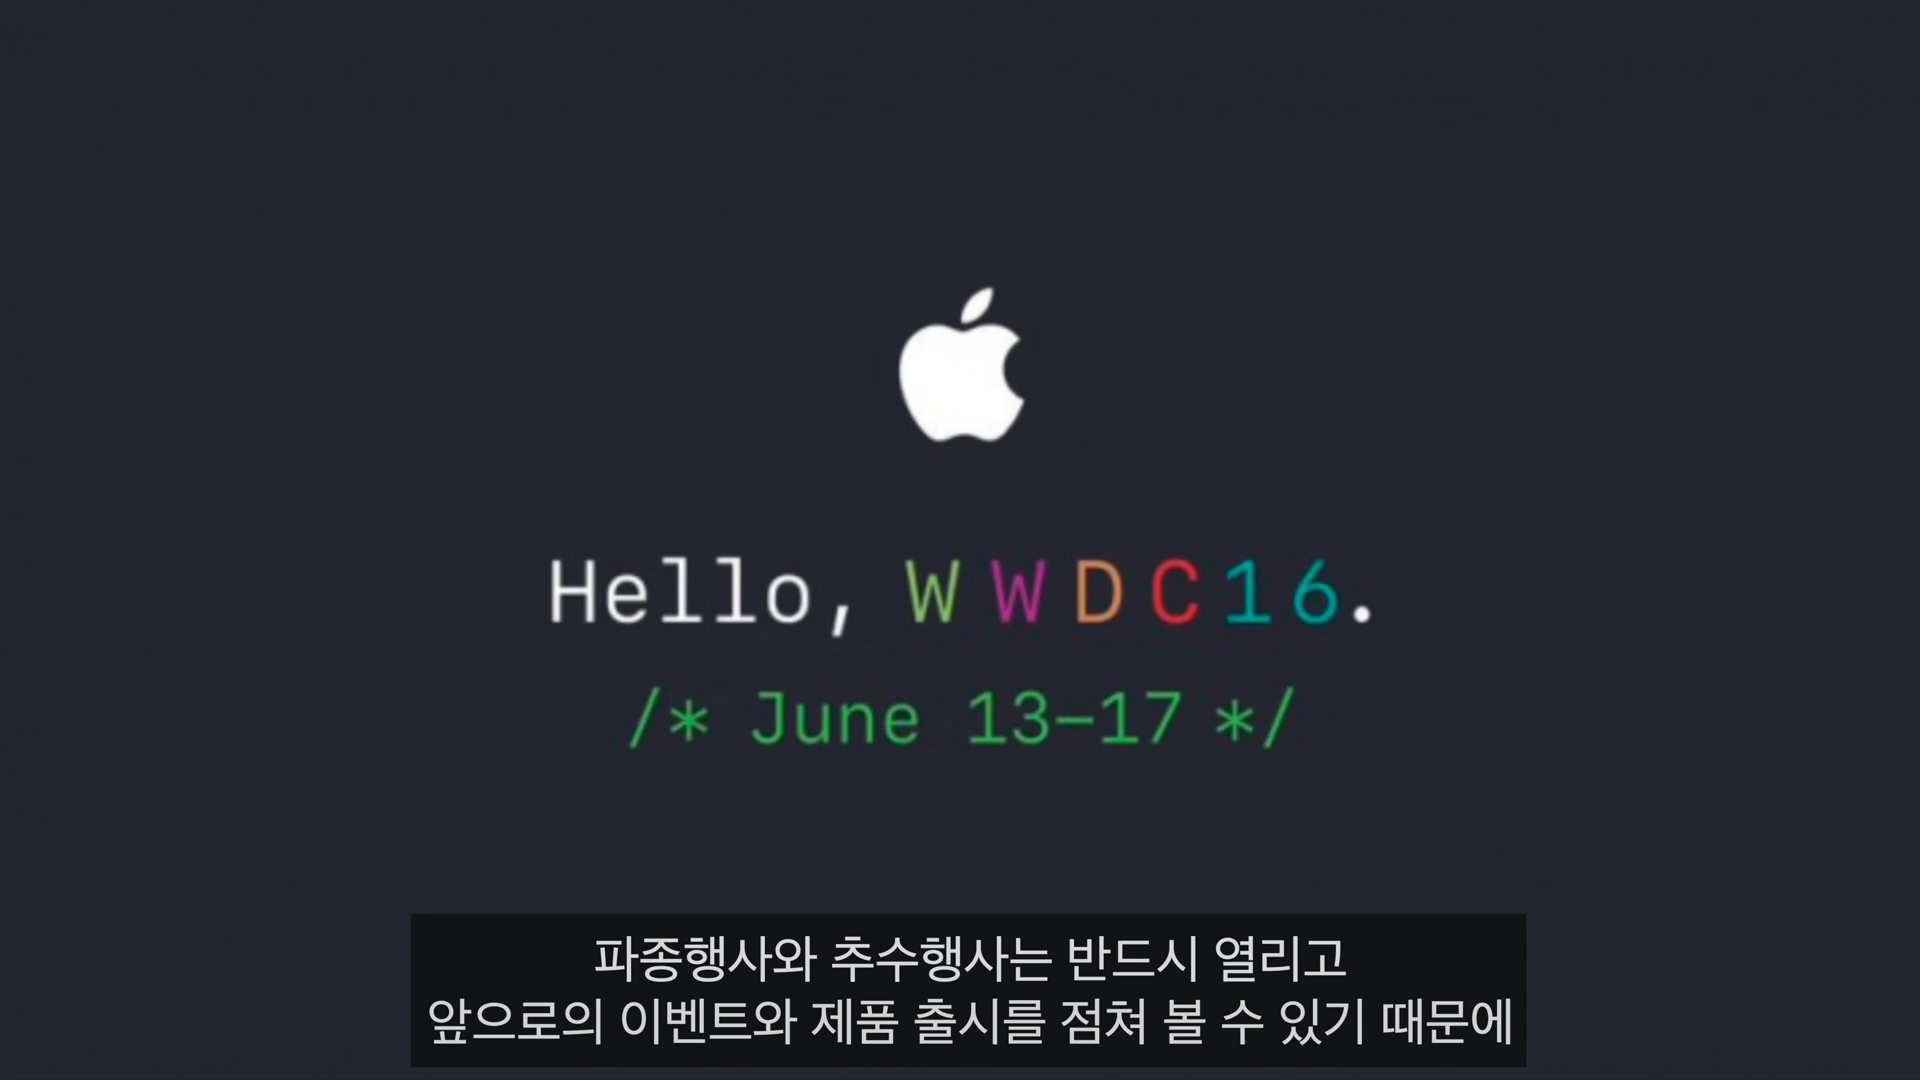 Hello, WWDC16.
/* June 13–17 */
파종행사와 추수행사는 반드시 열리고
앞으로의 이벤트와 제품 출시를 점쳐 볼 수 있기 때문에